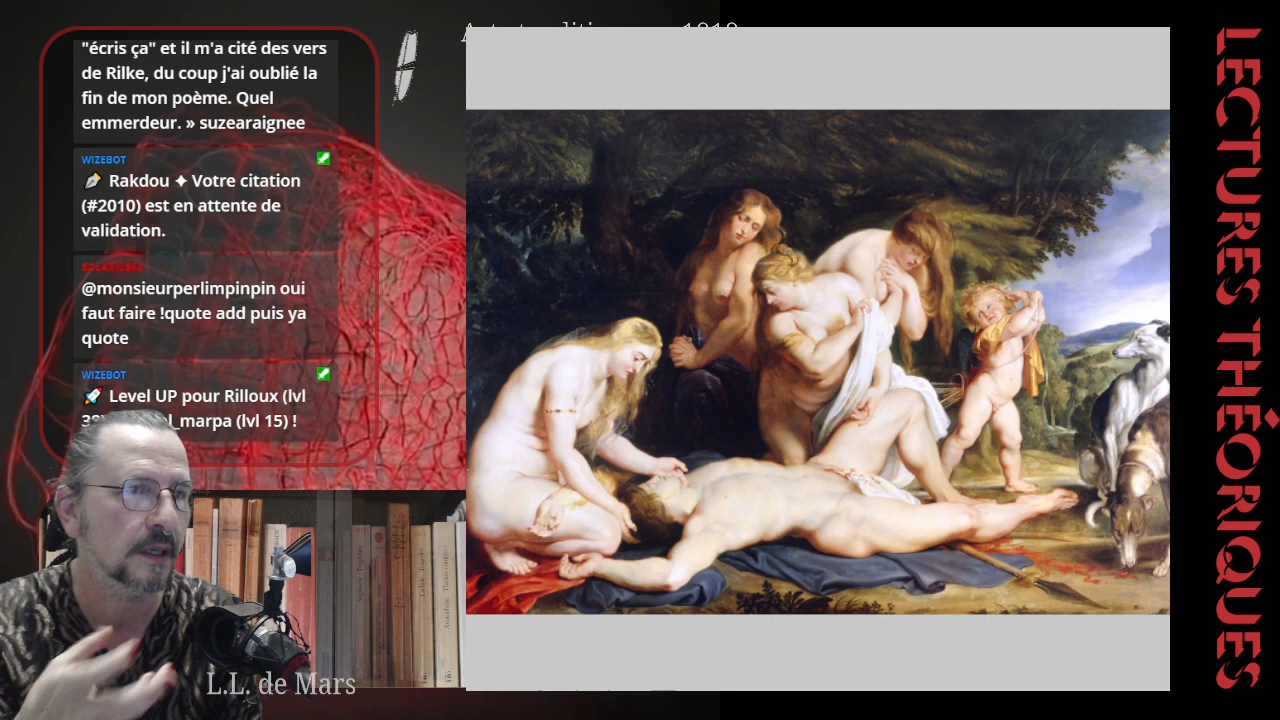 "écris ça" et il m'a cité des vers
de Rilke, du coup j'ai oublié la
fin de mon poème. Quel
emmerdeur. » suzearaignee
WIZEBOT
Rakdou ✦ Votre citation
(#2010) est en attente de
validation.
@monsieurperlimpinpin oui
faut faire !quote add puis ya
quote
WIZEBOT
Level UP pour Rilloux (lvl
_marpa (lvl 15) !
L.L. de Mars
LECTURES THÉORIQUES